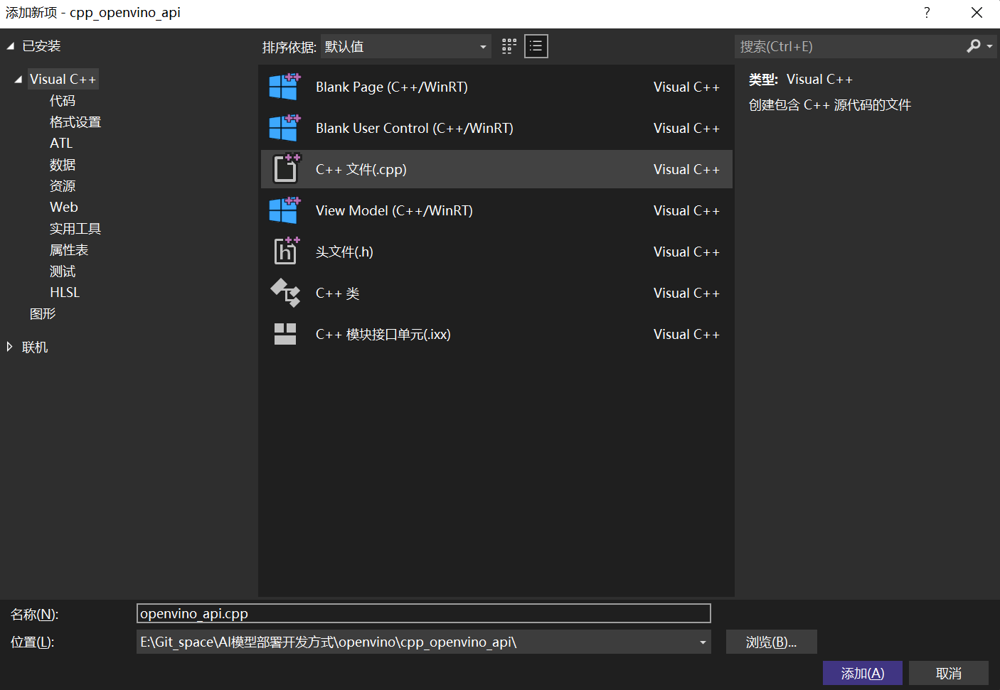 添加新项 - cpp_openvino_api
?
已安装
Visual C++
代码
格式设置
ATL
数据
资源
Web
实用工具
属性表
测试
HLSL
图形
联机
排序依据: 默认值
Blank Page (C++/WinRT) Visual C++
Blank User Control (C++/WinRT) Visual C++
C++ 文件(.cpp) Visual C++
View Model (C++/WinRT) Visual C++
h 头文件(.h) Visual C++
C++ 类 Visual C++
C++ 模块接口单元(.ixx) Visual C++
搜索(Ctrl+E)
类型: Visual C++
创建包含 C++ 源代码的文件
名称(N): openvino_api.cpp
位置(L): E:\Git_space\AI模型部署开发方式\openvino\cpp_openvino_api\ 浏览(B)...
添加(A) 取消